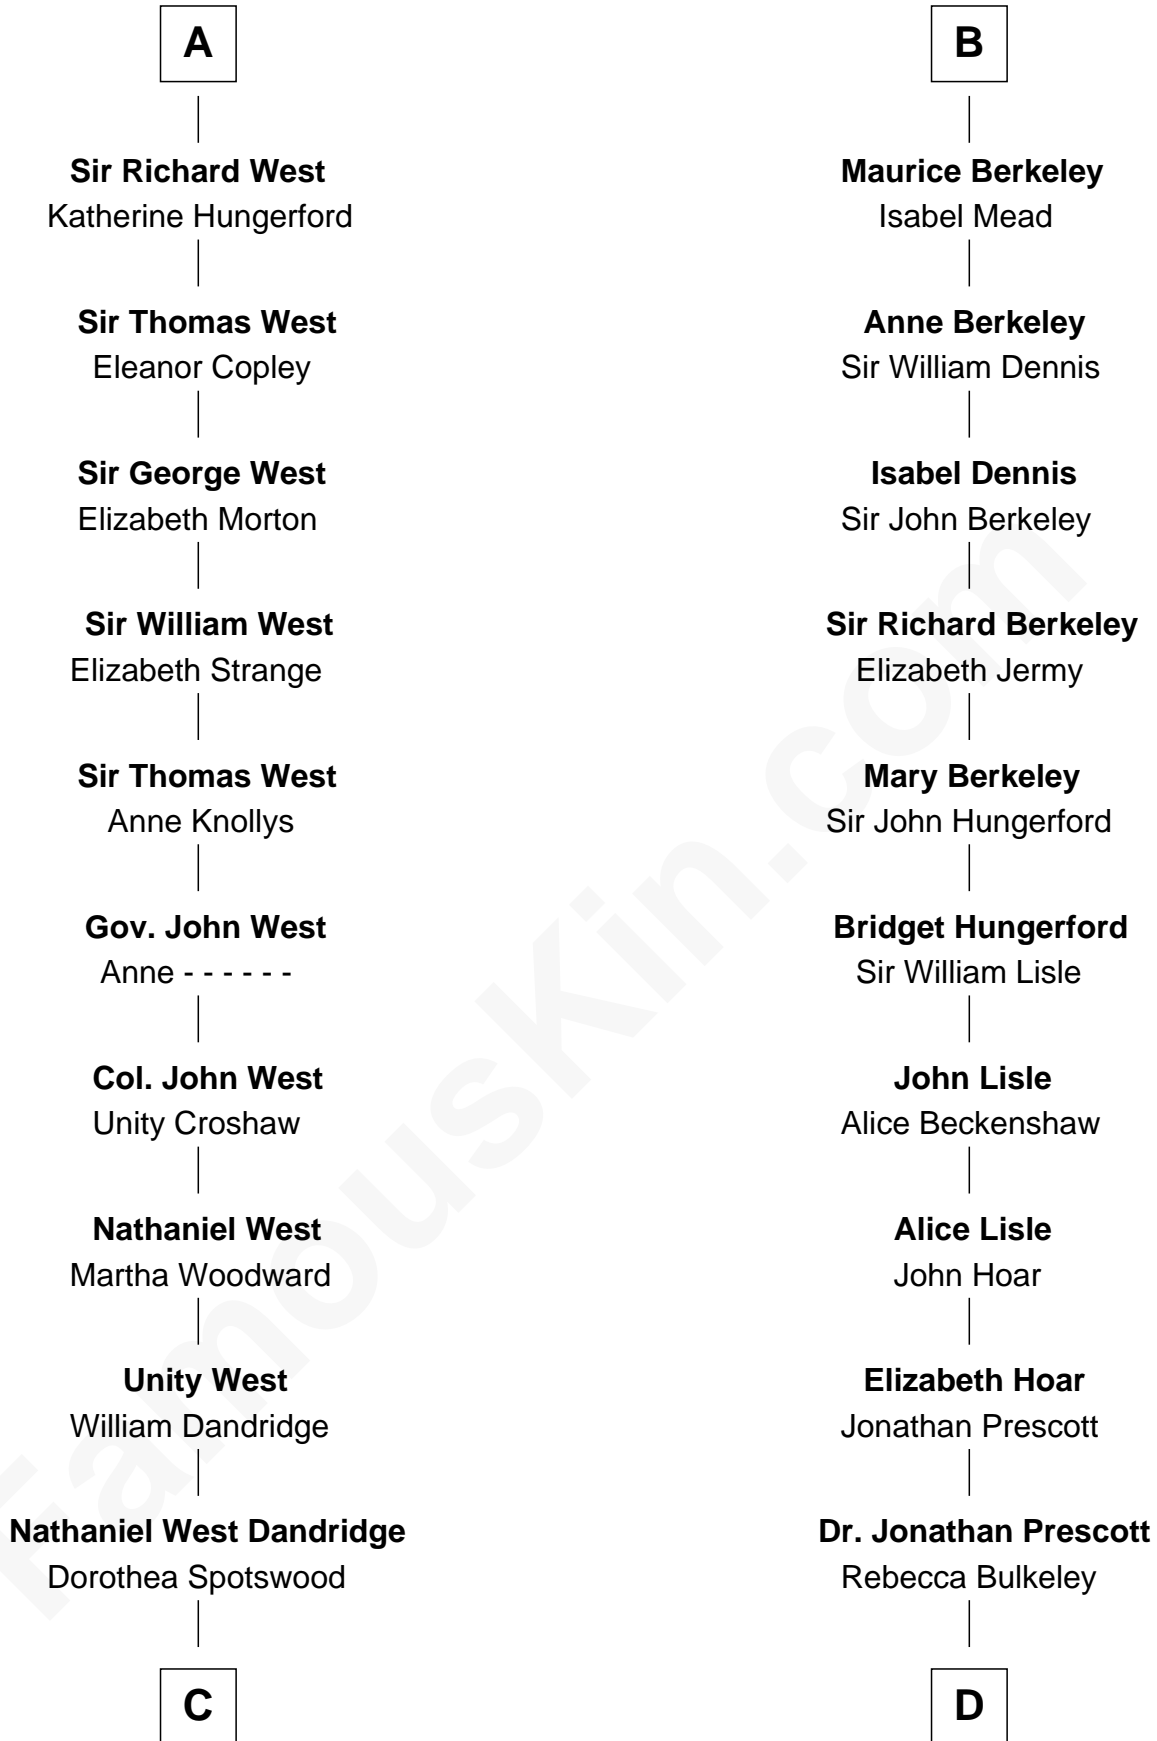 A
Sir Richard West
Katherine Hungerford
Sir Thomas West
Eleanor Copley
Sir George West
Elizabeth Morton
Sir William West
Elizabeth Strange
Sir Thomas West
Anne Knollys
Gov. John West
Anne - - - - - -
Col. John West
Unity Croshaw
Nathaniel West
Martha Woodward
Unity West
William Dandridge
Nathaniel West Dandridge
Dorothea Spotswood
C
B
Maurice Berkeley
Isabel Mead
Anne Berkeley
Sir William Dennis
Isabel Dennis
Sir John Berkeley
Sir Richard Berkeley
Elizabeth Jermy
Mary Berkeley
Sir John Hungerford
Bridget Hungerford
Sir William Lisle
John Lisle
Alice Beckenshaw
Alice Lisle
John Hoar
Elizabeth Hoar
Jonathan Prescott
Dr. Jonathan Prescott
Rebecca Bulkeley
D
FamousKin.com